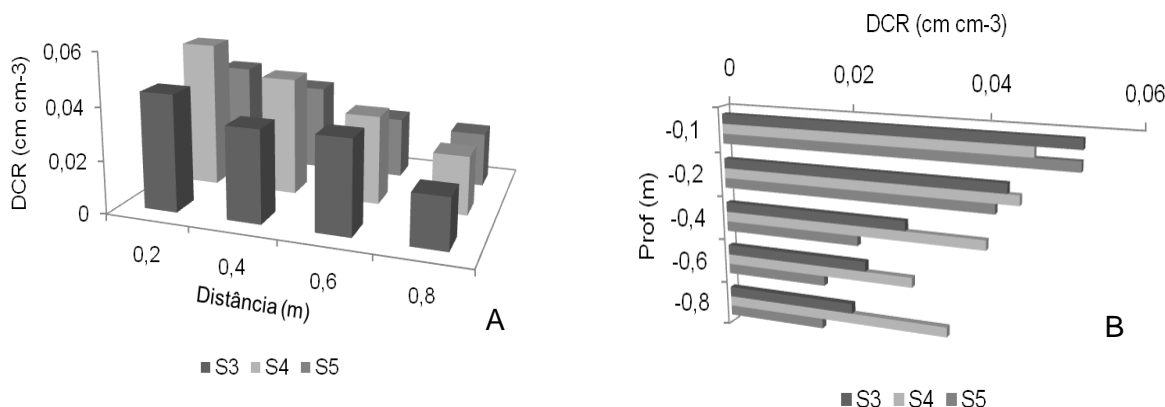 DCR (cm cm-3)
0,06
0,04
0,02
0
0,2
0,4
0,6
0,8
Distância (m)
A
■ S3 ■ S4 ■ S5
DCR (cm cm-3)
0
0,02
0,04
0,06
Prof (m)
-0,1
-0,2
-0,4
-0,6
-0,8
B
■ S3 ■ S4 ■ S5